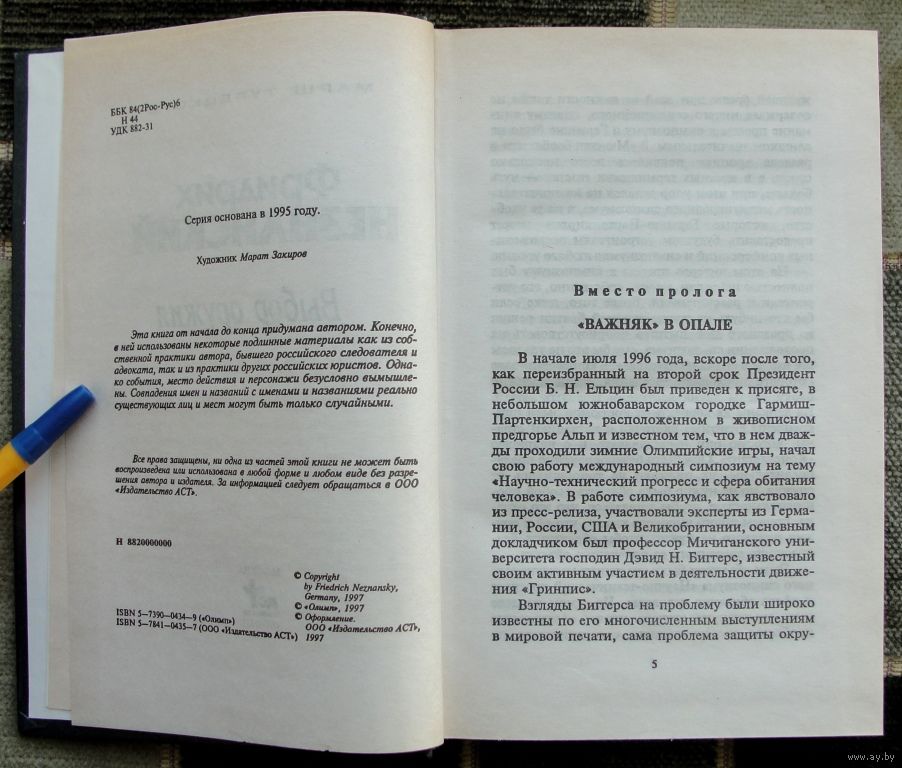 ББК 84(2Рос-Рус)6
Н 44
УДК 882-31
Серия основана в 1995 году.
Художник Марат Закиров
Эта книга от начала до конца придумана автором. Конечно,
в ней использованы некоторые подлинные материалы как из соб-
ственной практики автора, бывшего российского следователя и
адвоката, так и из практики других российских юристов. Одна-
ко события, место действия и персонажи безусловно вымышле-
ны. Совпадения имен и названий с именами и названиями реально
существующих лиц и мест могут быть только случайными.
Все права защищены, ни одна из частей этой книги не может быть
воспроизведена или использована в любой форме и любом виде без разре-
шения автора и издателя. За информацией следует обращаться в ООО
«Издательство АСТ».
Н 8820000000
© Copyright
by Friedrich Neznansky,
Germany, 1997
© «Олимп», 1997
© Оформление.
ООО «Издательство АСТ»,
1997
ISBN 5-7390-0434-9 («Олимп»)
ISBN 5-7841-0435-7 (ООО «Издательство АСТ»)
Вместо пролога
«ВАЖНЯК» В ОПАЛЕ
В начале июля 1996 года, вскоре после того,
как переизбранный на второй срок Президент
России Б. Н. Ельцин был приведен к присяге, в
небольшом южнобаварском городке Гармиш-
Партенкирхен, расположенном в живописном
предгорье Альп и известном тем, что в нем дваж-
ды проходили зимние Олимпийские игры, начал
свою работу международный симпозиум на тему
«Научно-технический прогресс и сфера обитания
человека». В работе симпозиума, как явствовало
из пресс-релиза, участвовали эксперты из Герма-
нии, России, США и Великобритании, основным
докладчиком был профессор Мичиганского уни-
верситета господин Дэвид Н. Биггерс, известный
своим активным участием в деятельности движе-
ния «Гринпис».
Взгляды Биггерса на проблему были широко
известны по его многочисленным выступлениям
в мировой печати, сама проблема защиты окру-
5
www.ay.by